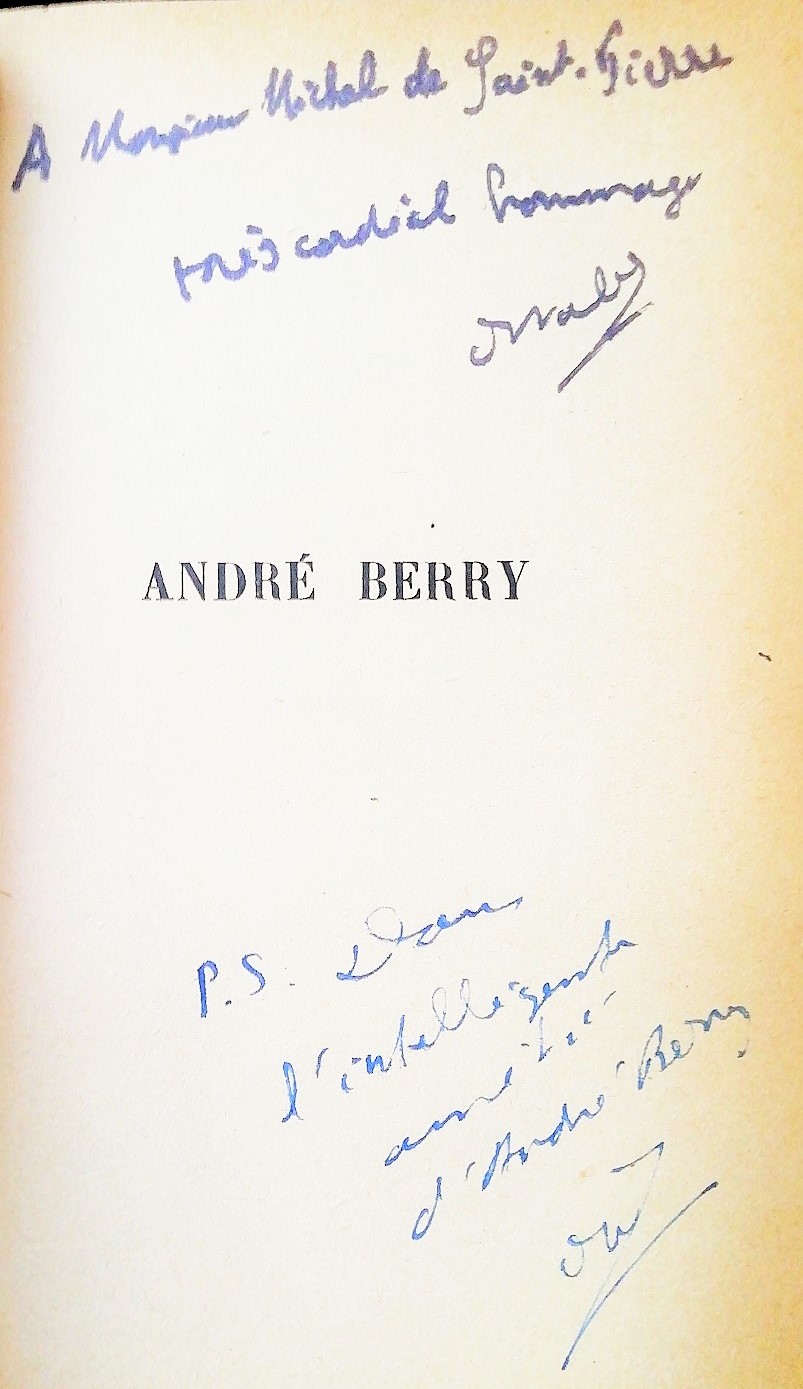 A Monsieur Michel de Saint-Pierre
très cordial hommage
ANDRÉ BERRY
P.S. Dans
l'intelligente
amitié
d'André Berry